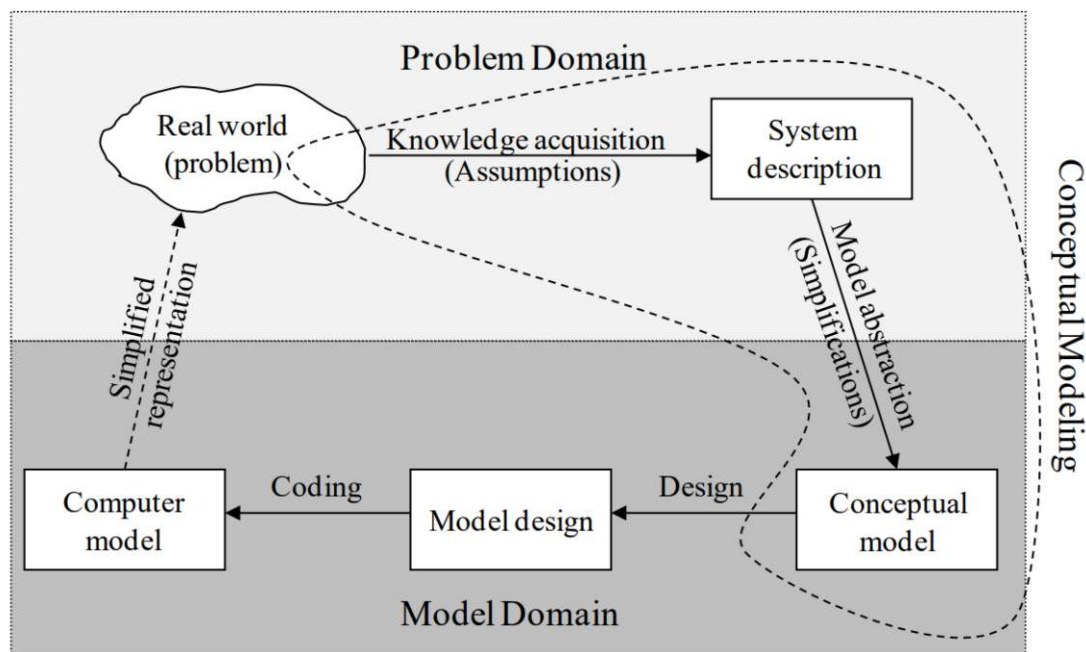 Problem Domain
Real world
(problem)
Knowledge acquisition
(Assumptions)
System
description
Model abstraction
(Simplifications)
Conceptual Modeling
Simplified
representation
Computer
model
Coding
Model design
Design
Conceptual
model
Model Domain